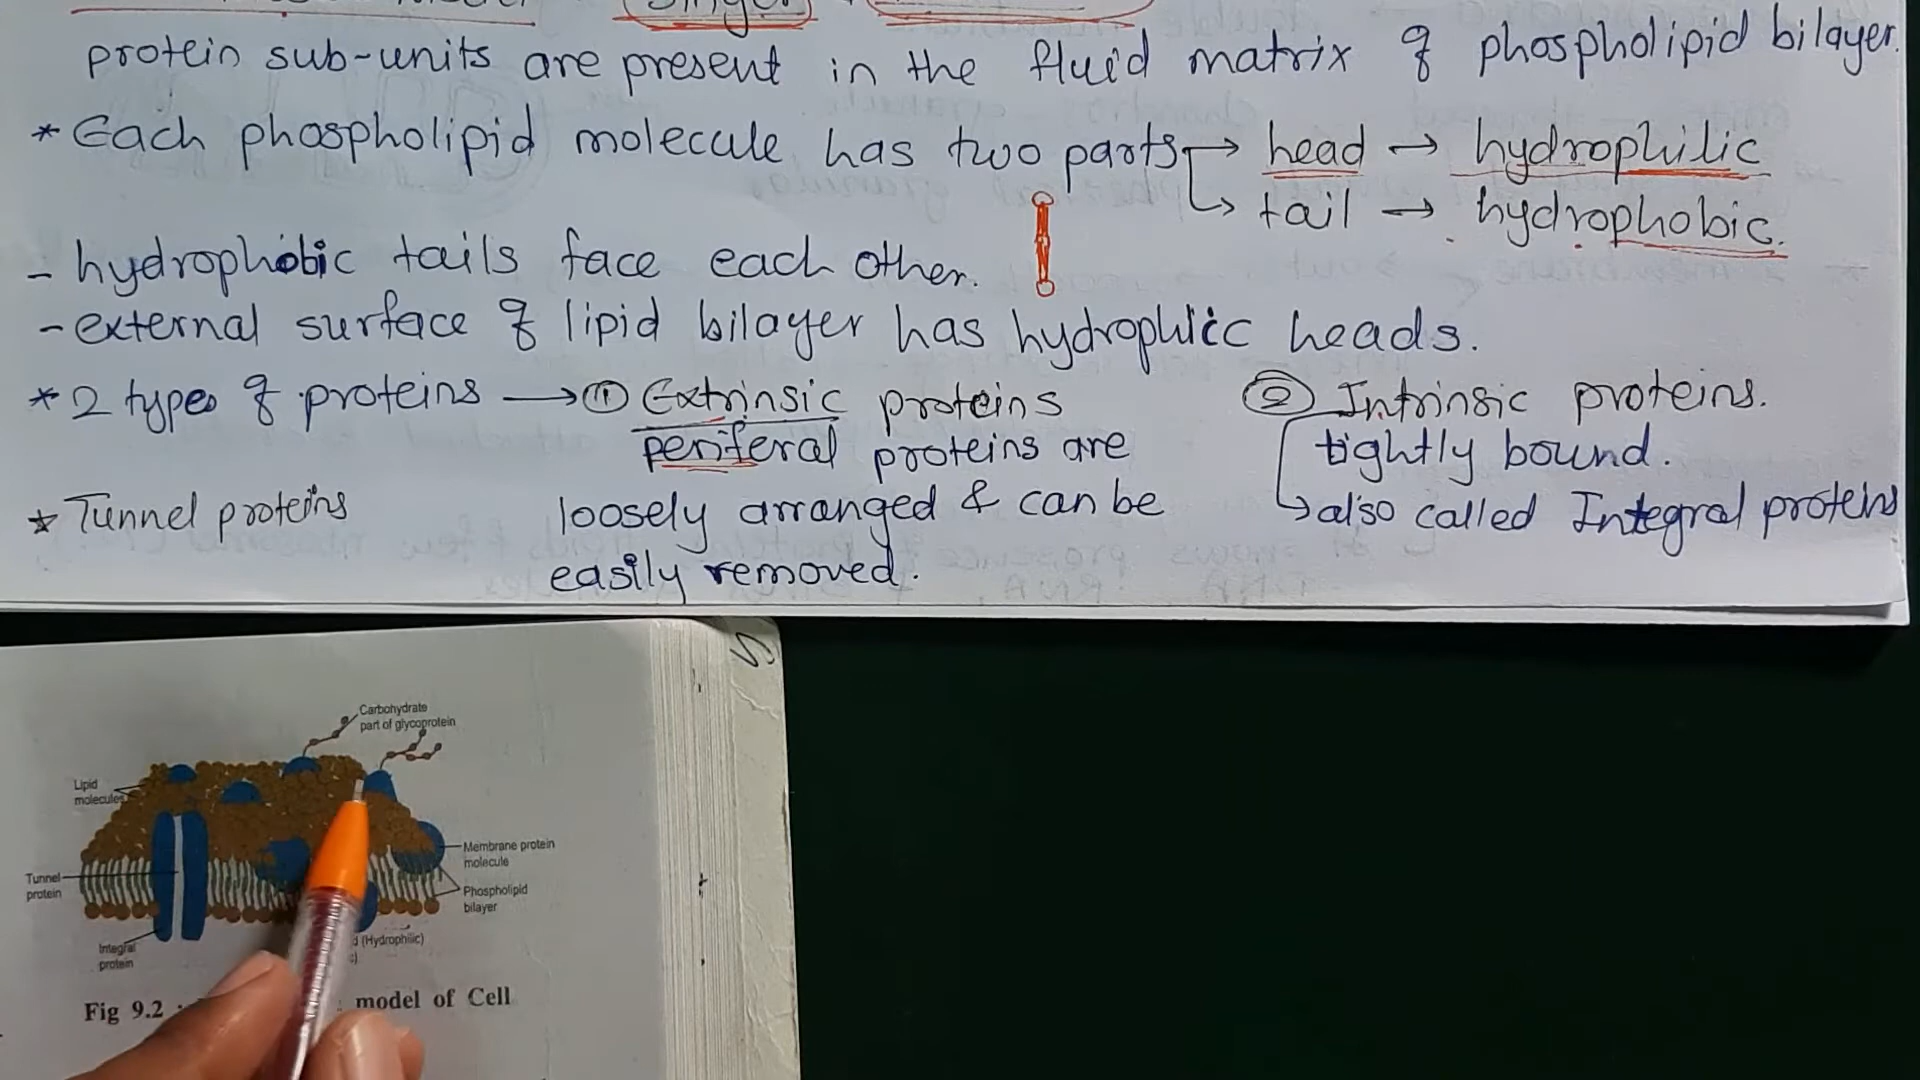 Singer
protein sub-units are present in the fluid matrix of phospholipid bilayer.
* Each phospholipid molecule has two parts → head → hydrophilic
→ tail → hydrophobic.
- hydrophobic tails face each other.
- external surface of lipid bilayer has hydrophlic heads.
* 2 types of proteins → ① Extrinsic proteins ② Intrinsic proteins.
periferal proteins are tightly bound.
* Tunnel proteins loosely arranged & can be → also called Integral proteins
easily removed.
Carbohydrate
part of glycoprotein
Lipid
molecules
Membrane protein
molecule
Tunnel
protein
Phospholipid
bilayer
d (Hydrophilic)
Integral
protein
Fig 9.2 : model of Cell